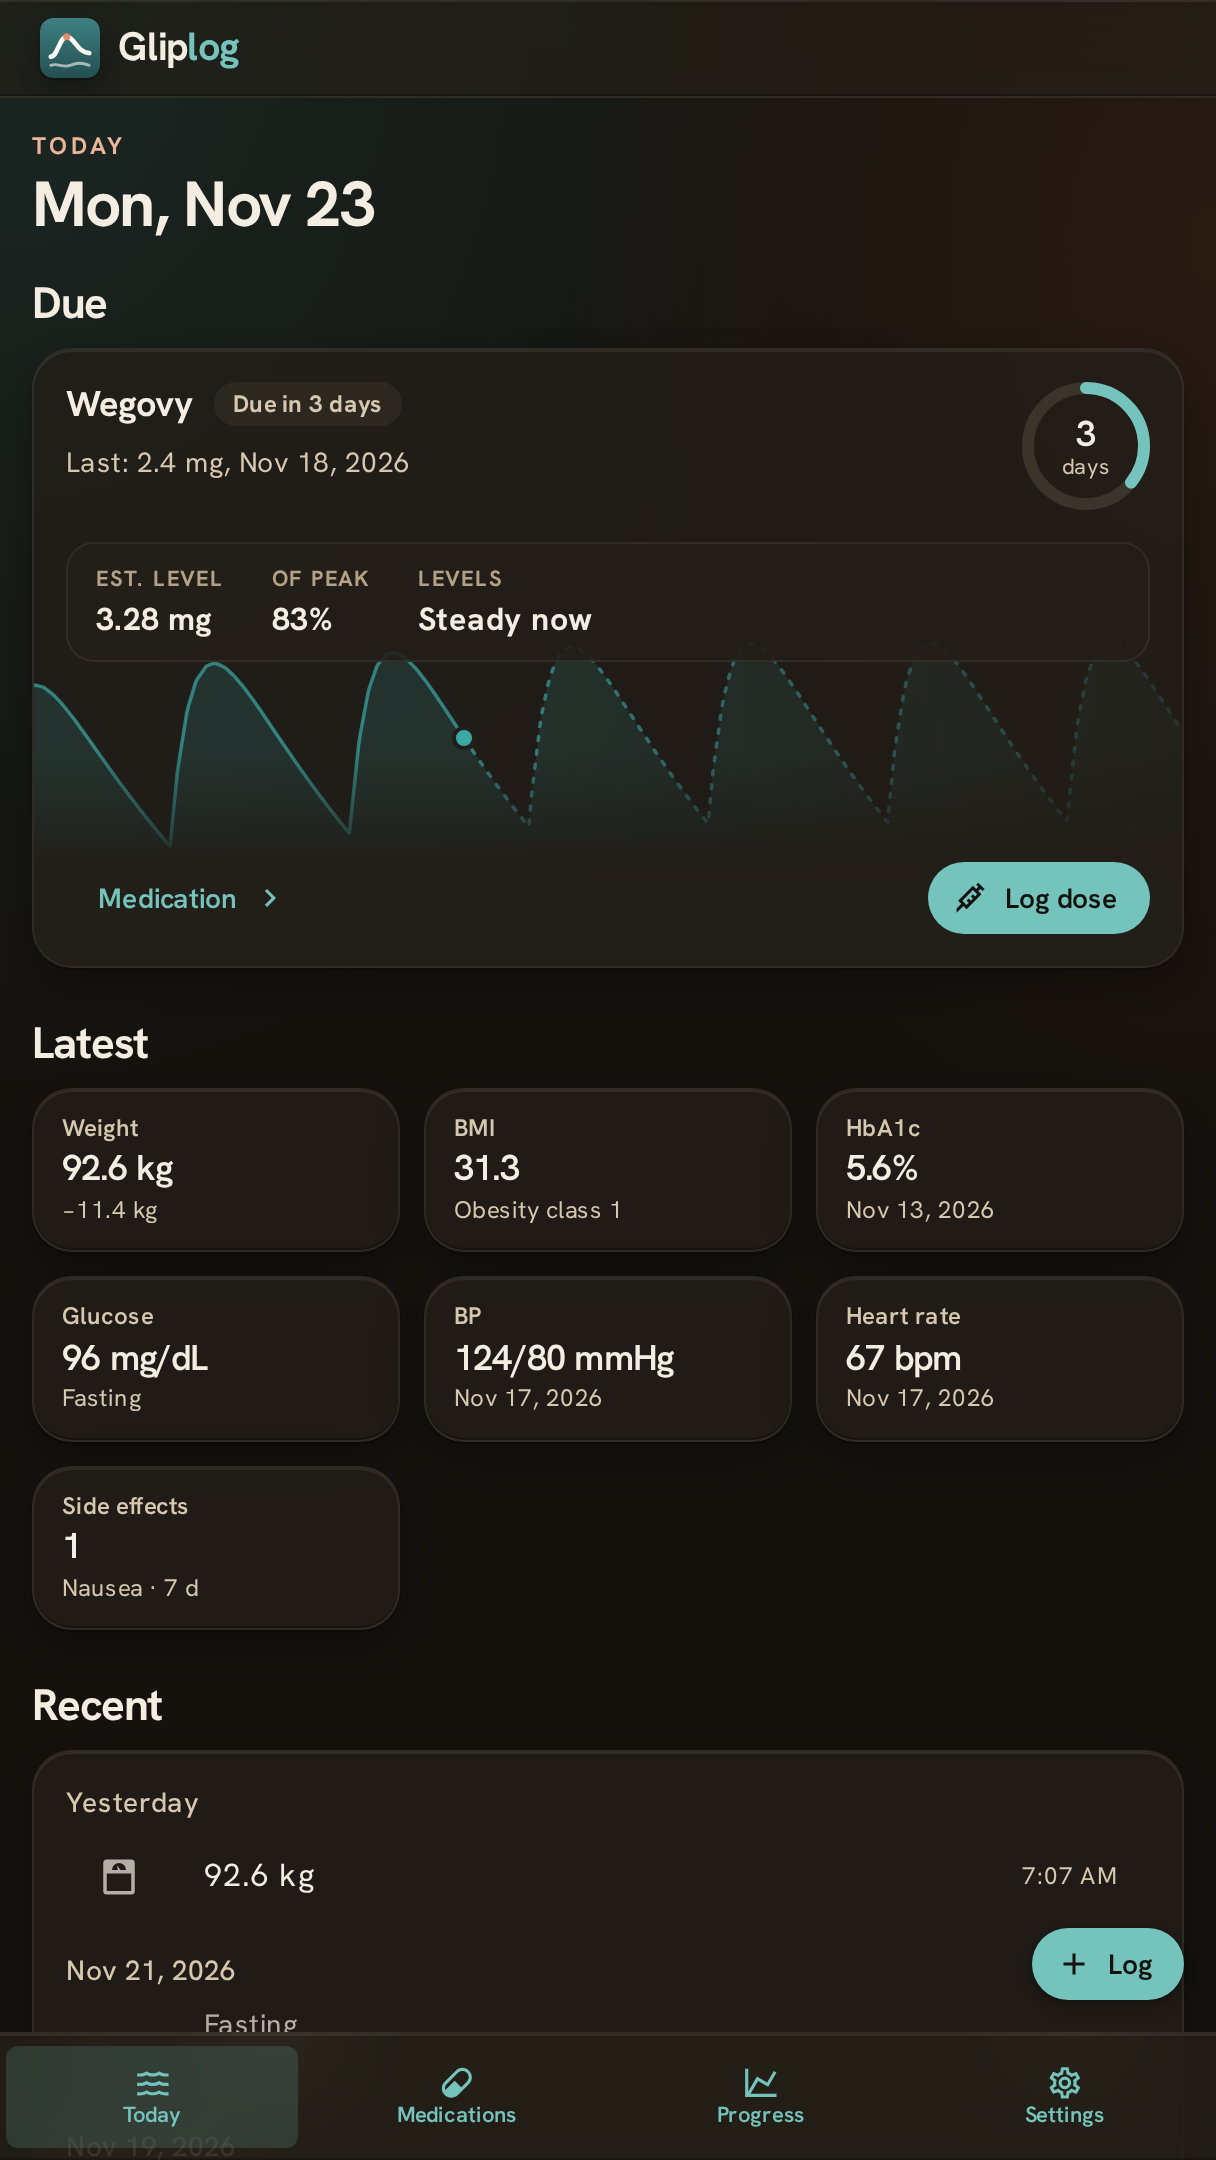 Gliplog
TODAY
Mon, Nov 23
Due
Wegovy Due in 3 days
3 days
Last: 2.4 mg, Nov 18, 2026
EST. LEVEL OF PEAK LEVELS
3.28 mg 83% Steady now
Medication
Log dose
Latest
Weight
92.6 kg
−11.4 kg
BMI
31.3
Obesity class 1
HbA1c
5.6%
Nov 13, 2026
Glucose
96 mg/dL
Fasting
BP
124/80 mmHg
Nov 17, 2026
Heart rate
67 bpm
Nov 17, 2026
Side effects
1
Nausea · 7 d
Recent
Yesterday
92.6 kg 7:07 AM
Nov 21, 2026
Log
Fasting
Today Medications Progress Settings
Nov 19, 2026